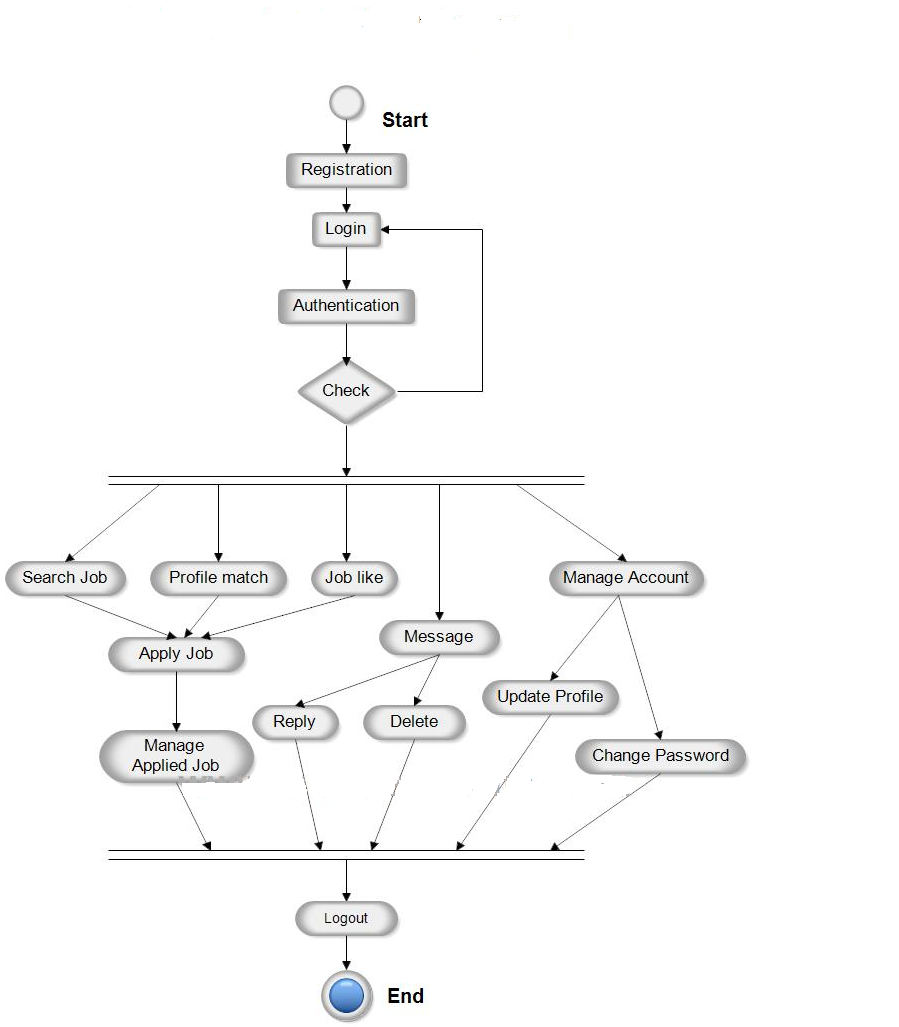 Start
Registration
Login
Authentication
Check
Search Job
Profile match
Job like
Manage Account
Message
Apply Job
Update Profile
Reply
Delete
Manage
Applied Job
Change Password
Logout
End